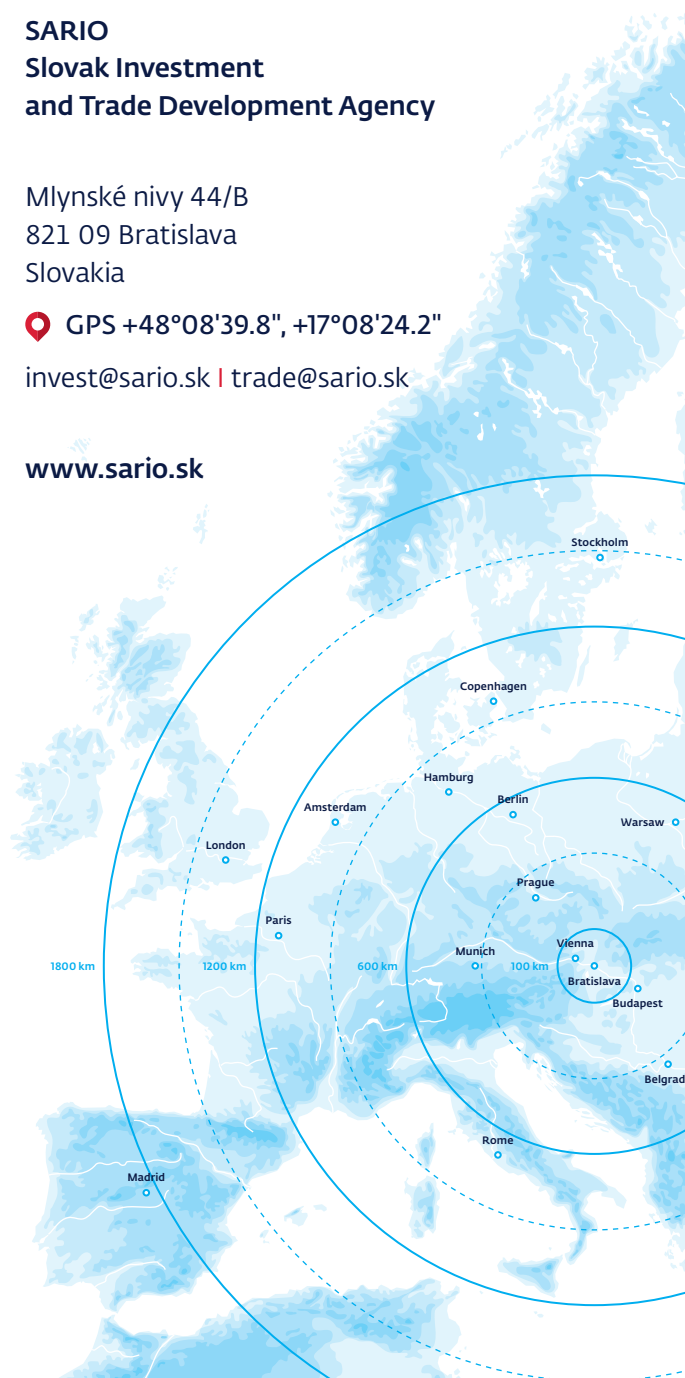 SARIO
Slovak Investment
and Trade Development Agency
Mlynské nivy 44/B
821 09 Bratislava
Slovakia
GPS +48°08'39.8", +17°08'24.2"
invest@sario.sk I trade@sario.sk
www.sario.sk
Stockholm
Copenhagen
Hamburg
Berlin
Amsterdam
Warsaw
London
Prague
Paris
Vienna
Munich
1800 km
1200 km
600 km
100 km
Bratislava
Budapest
Belgrad
Rome
Madrid